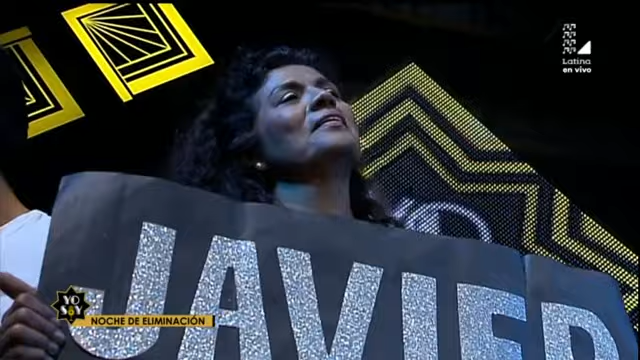 Latina
en vivo
JAVIER
YO
SOY
NOCHE DE ELIMINACIÓN